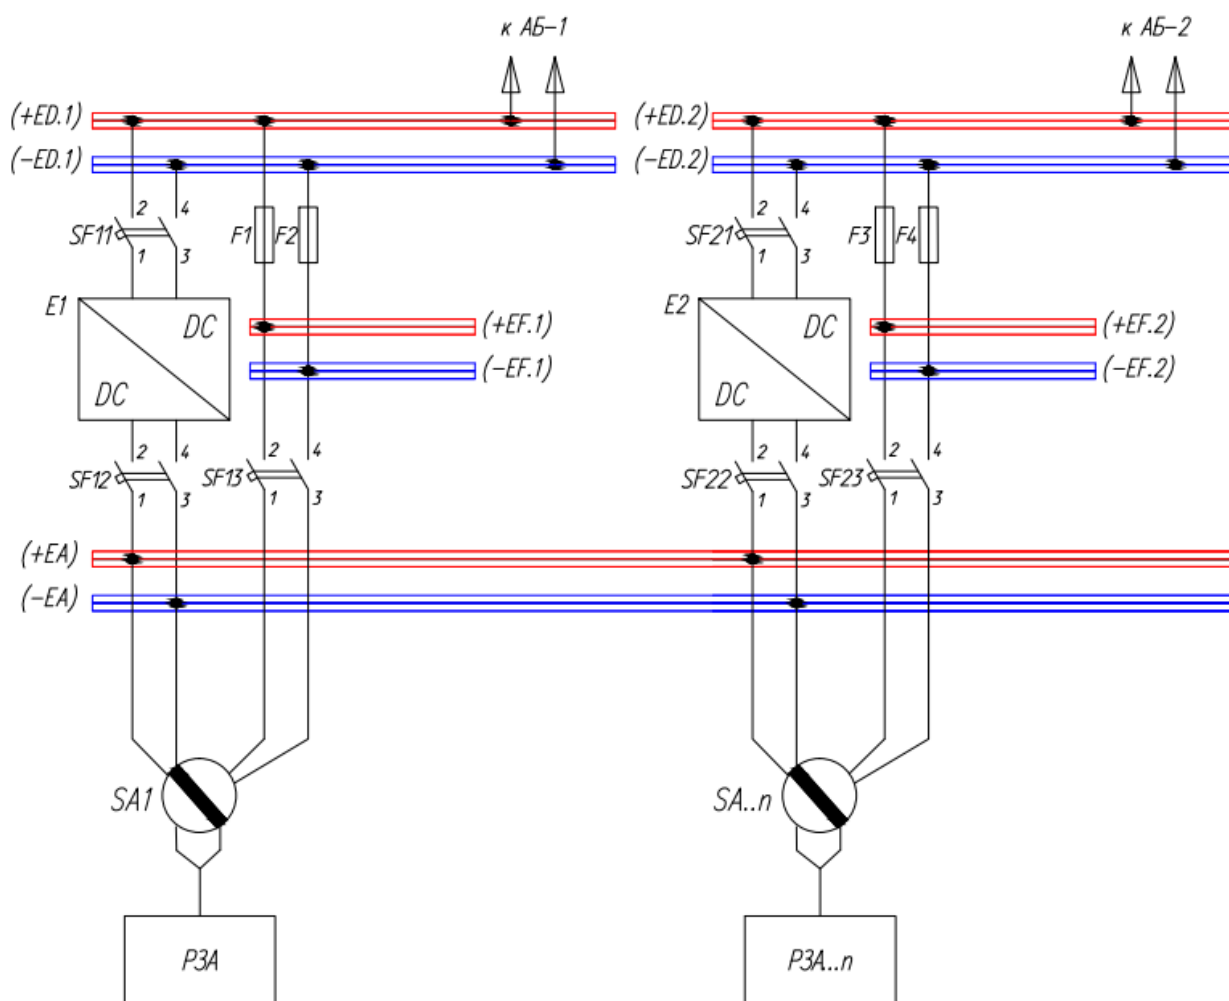 к АБ-1
к АБ-2
(+ED.1)
(+ED.2)
(-ED.1)
(-ED.2)
2
4
2
4
SF11
F1
F2
SF21
F3
F4
1
3
1
3
E1
DC
E2
DC
(+EF.1)
(+EF.2)
(-EF.1)
(-EF.2)
DC
DC
2
4
2
4
2
4
2
4
SF12
SF13
SF22
SF23
1
3
1
3
1
3
1
3
(+EA)
(-EA)
SA1
SA..n
РЗА
РЗА..n